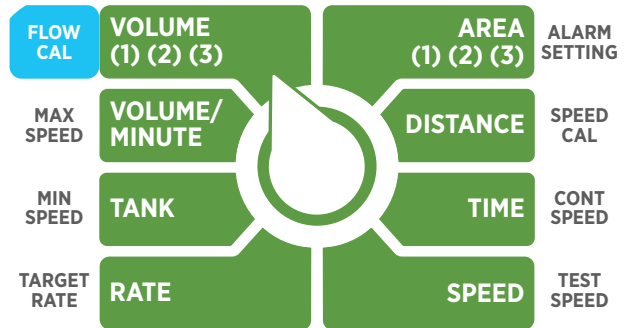 FLOW
CAL
VOLUME
(1) (2) (3)
AREA
(1) (2) (3)
ALARM
SETTING
MAX
SPEED
VOLUME/
MINUTE
DISTANCE
SPEED
CAL
MIN
SPEED
TANK
TIME
CONT
SPEED
TARGET
RATE
RATE
SPEED
TEST
SPEED